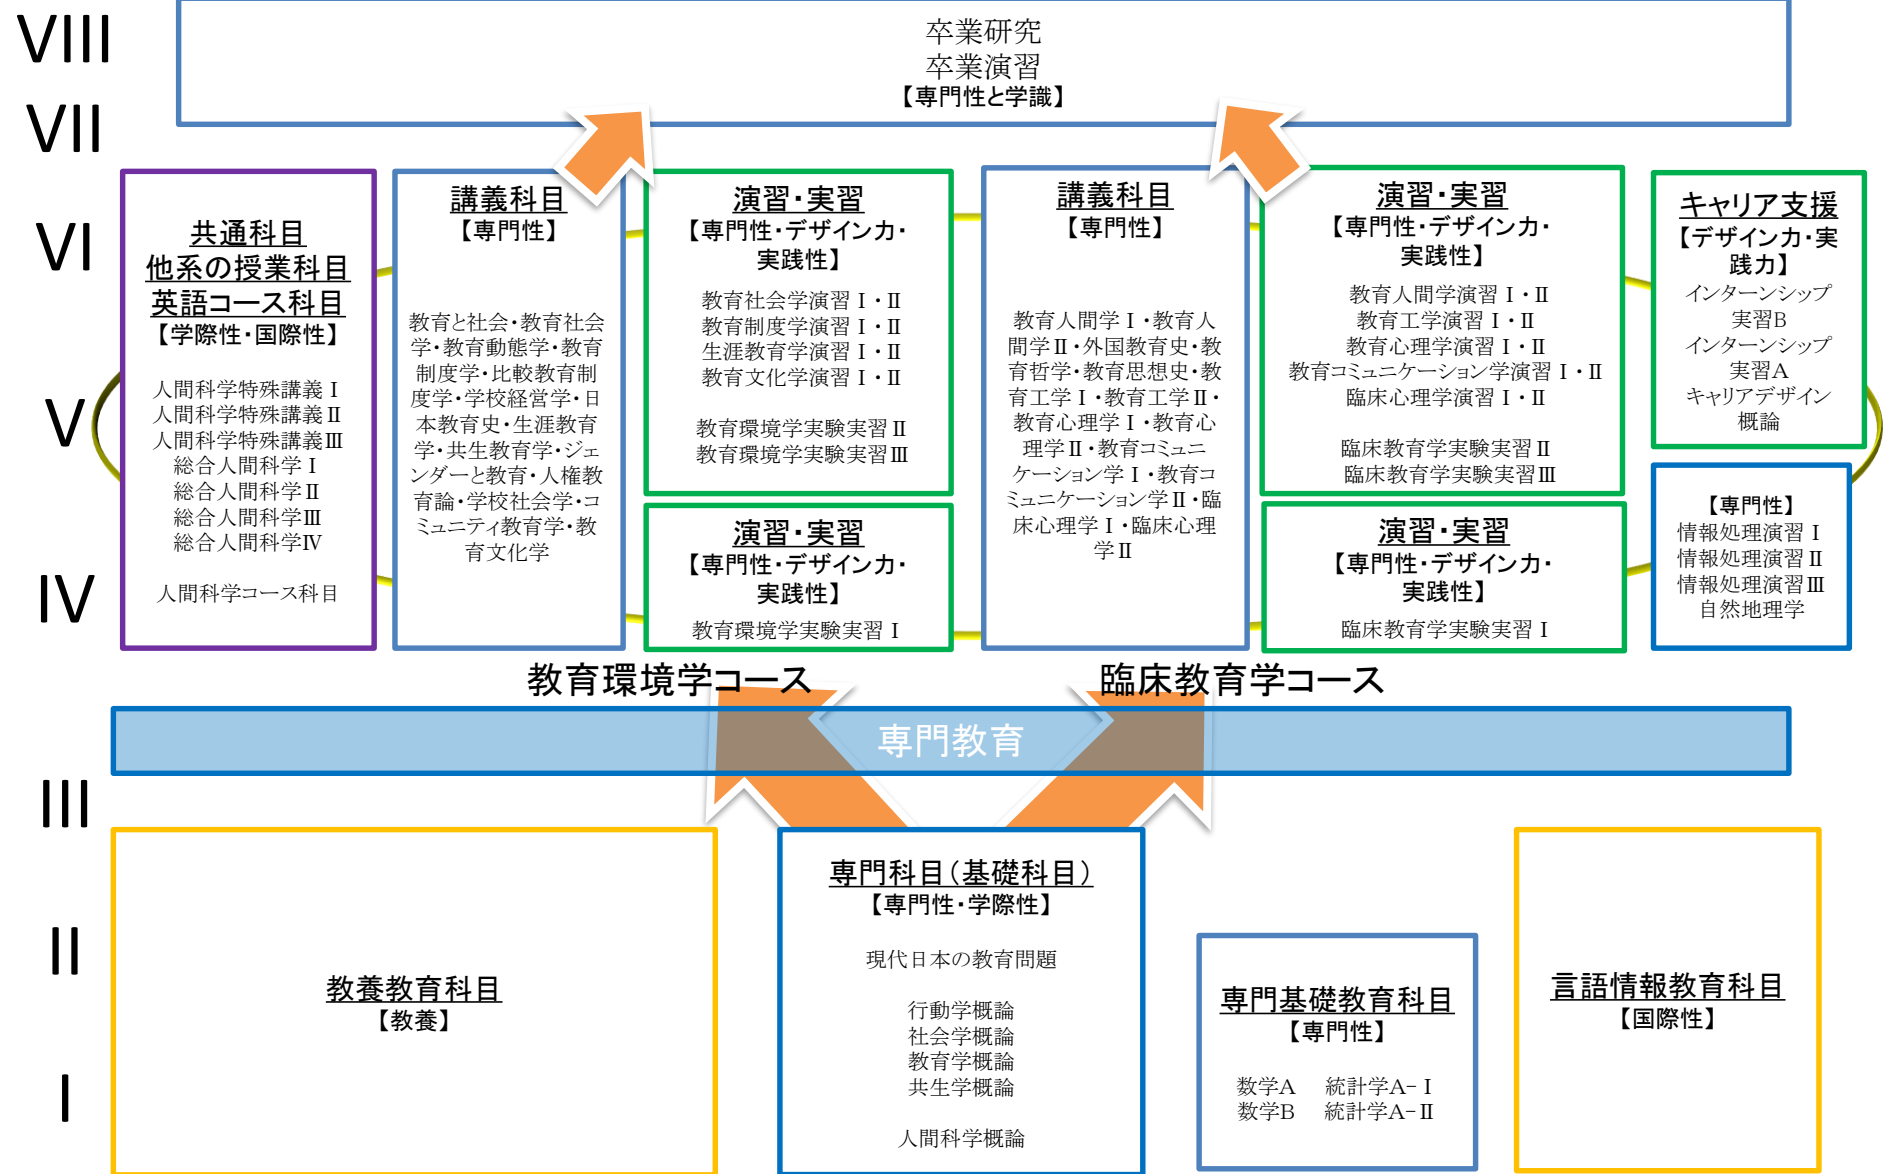 VIII
卒業研究
卒業演習
【専門性と学識】
VII
VI
共通科目
他系の授業科目
英語コース科目
【学際性・国際性】
人間科学特殊講義Ⅰ
人間科学特殊講義Ⅱ
人間科学特殊講義Ⅲ
総合人間科学Ⅰ
総合人間科学Ⅱ
総合人間科学Ⅲ
総合人間科学Ⅳ
人間科学コース科目
講義科目
【専門性】
教育と社会・教育社会
学・教育動態学・教育
制度学・比較教育制
度学・学校経営学・日
本教育史・生涯教育
学・共生教育学・ジェ
ンダーと教育・人権教
育論・学校社会学・コ
ミュニティ教育学・教
育文化学
演習・実習
【専門性・デザイン力・
実践性】
教育社会学演習Ⅰ・Ⅱ
教育制度学演習Ⅰ・Ⅱ
生涯教育学演習Ⅰ・Ⅱ
教育文化学演習Ⅰ・Ⅱ
教育環境学実験実習Ⅱ
教育環境学実験実習Ⅲ
演習・実習
【専門性・デザイン力・
実践性】
教育環境学実験実習Ⅰ
講義科目
【専門性】
教育人間学Ⅰ・教育人
間学Ⅱ・外国教育史・教
育哲学・教育思想史・教
育工学Ⅰ・教育工学Ⅱ・
教育心理学Ⅰ・教育心
理学Ⅱ・教育コミュニ
ケーション学Ⅰ・教育コ
ミュニケーション学Ⅱ・臨
床心理学Ⅰ・臨床心理
学Ⅱ
演習・実習
【専門性・デザイン力・
実践性】
教育人間学演習Ⅰ・Ⅱ
教育工学演習Ⅰ・Ⅱ
教育心理学演習Ⅰ・Ⅱ
教育コミュニケーション学演習Ⅰ・Ⅱ
臨床心理学演習Ⅰ・Ⅱ
臨床教育学実験実習Ⅱ
臨床教育学実験実習Ⅲ
演習・実習
【専門性・デザイン力・
実践性】
臨床教育学実験実習Ⅰ
キャリア支援
【デザイン力・実
践力】
インターンシップ
実習B
インターンシップ
実習A
キャリアデザイン
概論
【専門性】
情報処理演習Ⅰ
情報処理演習Ⅱ
情報処理演習Ⅲ
自然地理学
V
IV
教育環境学コース
臨床教育学コース
専門教育
III
II
I
教養教育科目
【教養】
専門科目（基礎科目）
【専門性・学際性】
現代日本の教育問題
行動学概論
社会学概論
教育学概論
共生学概論
人間科学概論
専門基礎教育科目
【専門性】
数学A 統計学A-Ⅰ
数学B 統計学A-Ⅱ
言語情報教育科目
【国際性】